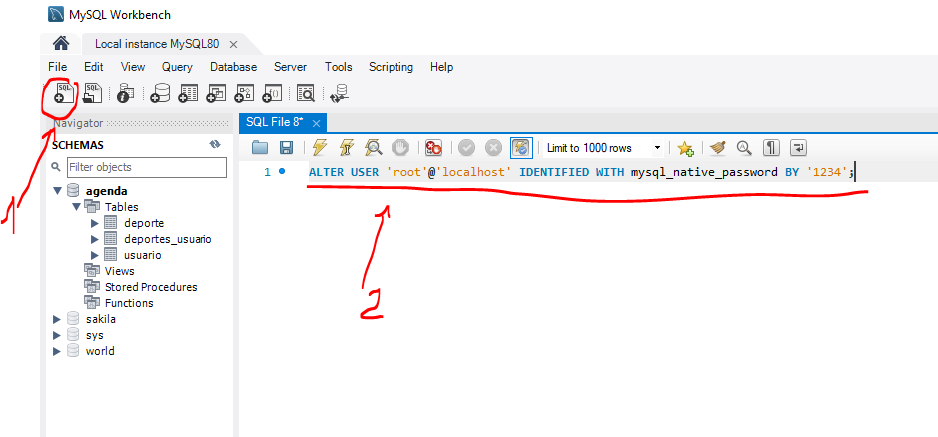 MySQL Workbench
Local instance MySQL80
File Edit View Query Database Server Tools Scripting Help
SQL SQL
1
Navigator
SCHEMAS
Filter objects
agenda
Tables
deporte
deportes_usuario
usuario
Views
Stored Procedures
Functions
sakila
sys
world
SQL File 8*
Limit to 1000 rows
1 ALTER USER 'root'@'localhost' IDENTIFIED WITH mysql_native_password BY '1234';
2